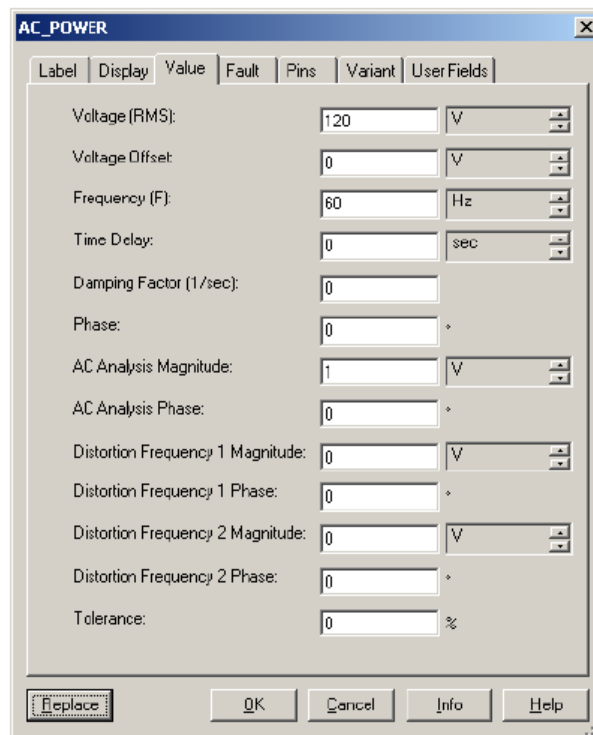 AC_POWER
Label Display Value Fault Pins Variant User Fields
Voltage (RMS): 120 V
Voltage Offset: 0 V
Frequency (F): 60 Hz
Time Delay: 0 sec
Damping Factor (1/sec): 0
Phase: 0 °
AC Analysis Magnitude: 1 V
AC Analysis Phase: 0 °
Distortion Frequency 1 Magnitude: 0 V
Distortion Frequency 1 Phase: 0 °
Distortion Frequency 2 Magnitude: 0 V
Distortion Frequency 2 Phase: 0 °
Tolerance: 0 %
Replace OK Cancel Info Help